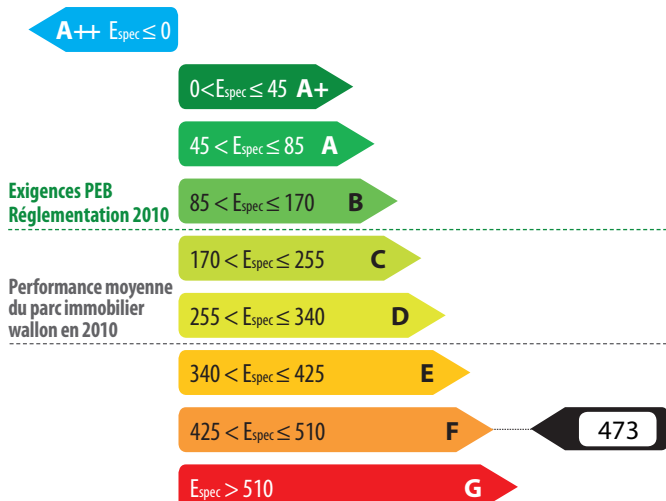 A++ Espec ≤ 0
0 < Espec ≤ 45 A+
45 < Espec ≤ 85 A
Exigences PEB
Réglementation 2010
85 < Espec ≤ 170 B
170 < Espec ≤ 255 C
Performance moyenne
du parc immobilier
wallon en 2010
255 < Espec ≤ 340 D
340 < Espec ≤ 425 E
425 < Espec ≤ 510 F
473
Espec > 510 G